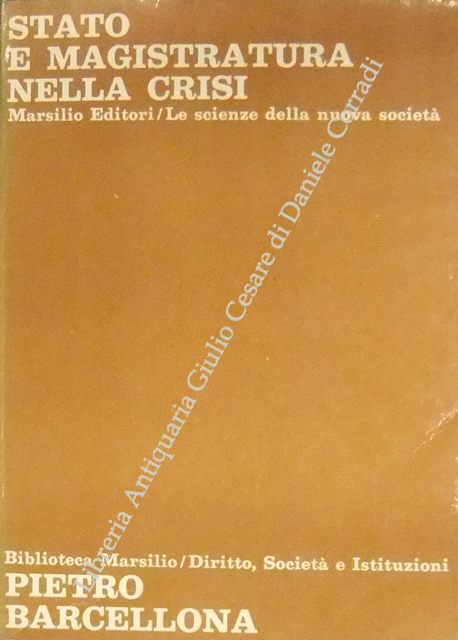 STATO
E MAGISTRATURA
NELLA CRISI
Marsilio Editori/Le scienze della nuova società
Libreria Antiquaria Giulio Cesare di Daniele Corradi
Biblioteca Marsilio/Diritto, Società e Istituzioni
PIETRO
BARCELLONA